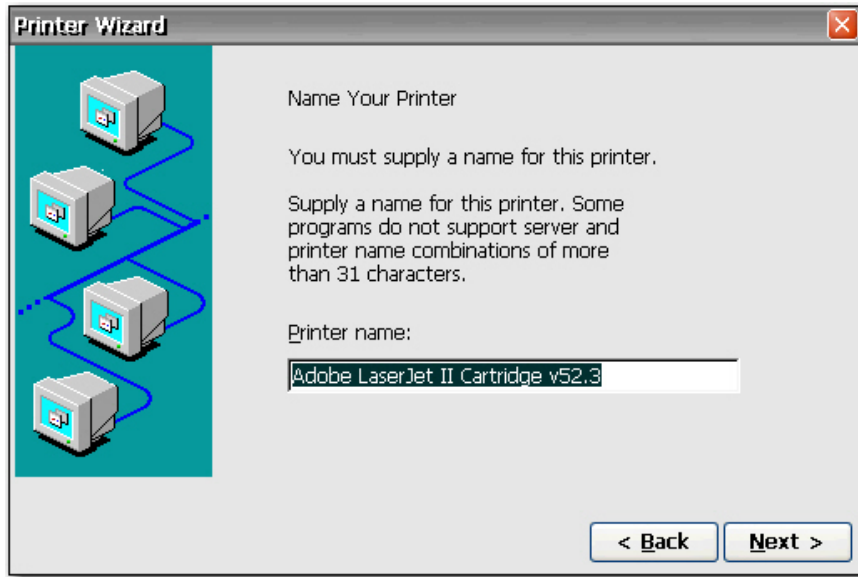 Printer Wizard
Name Your Printer
You must supply a name for this printer.
Supply a name for this printer. Some
programs do not support server and
printer name combinations of more
than 31 characters.
Printer name:
Adobe LaserJet II Cartridge v52.3
< Back
Next >